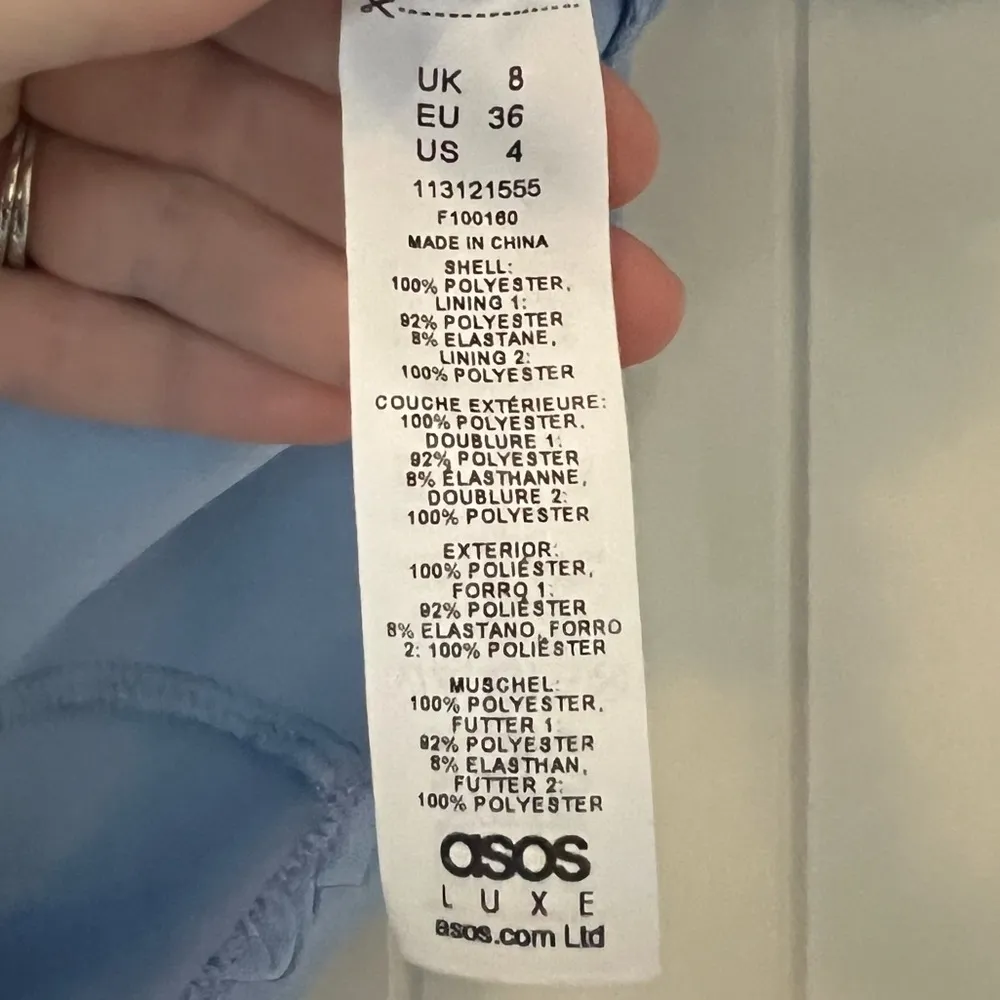 UK 8
EU 36
US 4
113121555
F100160
MADE IN CHINA
SHELL:
100% POLYESTER,
LINING 1:
92% POLYESTER
8% ELASTANE,
LINING 2:
100% POLYESTER
COUCHE EXTÉRIEURE:
100% POLYESTER,
DOUBLURE 1:
92% POLYESTER
8% ÉLASTHANNE,
DOUBLURE 2:
100% POLYESTER
EXTERIOR:
100% POLIÉSTER,
FORRO 1:
92% POLIÉSTER
8% ELASTANO, FORRO
2: 100% POLIÉSTER
MUSCHEL:
100% POLYESTER,
FUTTER 1:
92% POLYESTER
8% ELASTHAN,
FUTTER 2:
100% POLYESTER
asos
LUXE
asos.com Ltd